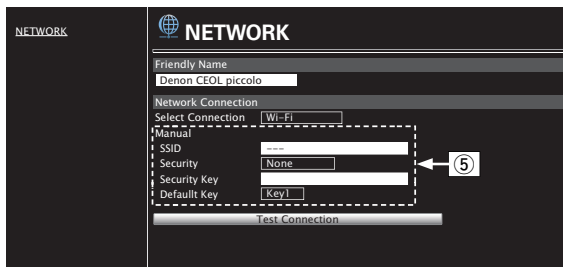 NETWORK
NETWORK
Friendly Name
Denon CEOL piccolo
Network Connection
Select Connection Wi-Fi
Manual
SSID ---
Security None
Security Key
Defaullt Key Key1
⑤
Test Connection